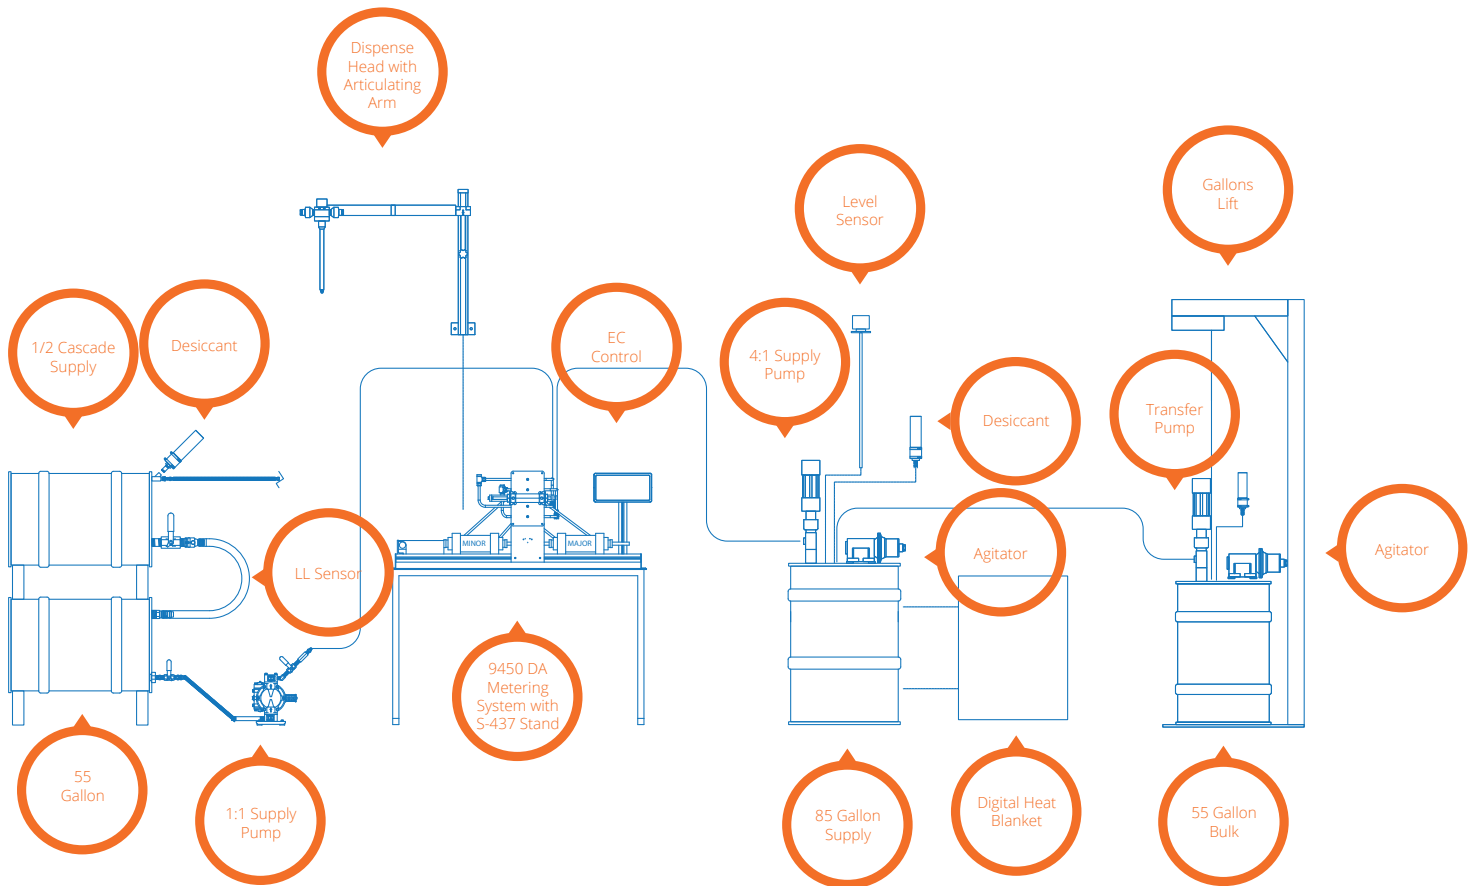 Dispense
Head with
Articulating
Arm
Gallons
Lift
Level
Sensor
1/2 Cascade
Supply
Desiccant
EC
Control
4:1 Supply
Pump
Transfer
Pump
Desiccant
MINOR
MAJOR
LL Sensor
Agitator
Agitator
9450 DA
Metering
System with
S-437 Stand
55
Gallon
1:1 Supply
Pump
85 Gallon
Supply
Digital Heat
Blanket
55 Gallon
Bulk